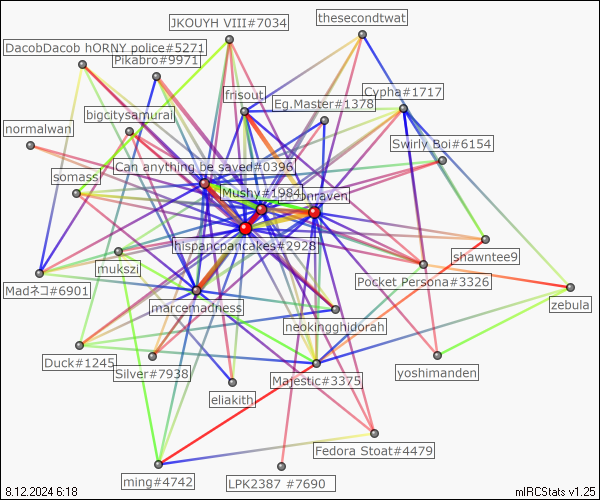 JKOUYH VIII#7034
thesecondtwat
DacobDacob hORNY police#5271
Pikabro#9971
frisout
Eg.Master#1378
Cypha#1717
bigcitysamurai
normalwan
Swirly Boi#6154
Can anything be saved#0396
somass
Mushy#1984
onraven
hispancpancakes#2928
shawntee9
mukszi
Pocket Persona#3326
Madネコ#6901
zebula
marcemadness
neokingghidorah
Duck#1245
Silver#7938
Majestic#3375
yoshimanden
eliakith
Fedora Stoat#4479
ming#4742
LPK2387 #7690
8.12.2024 6:18
mIRCStats v1.25